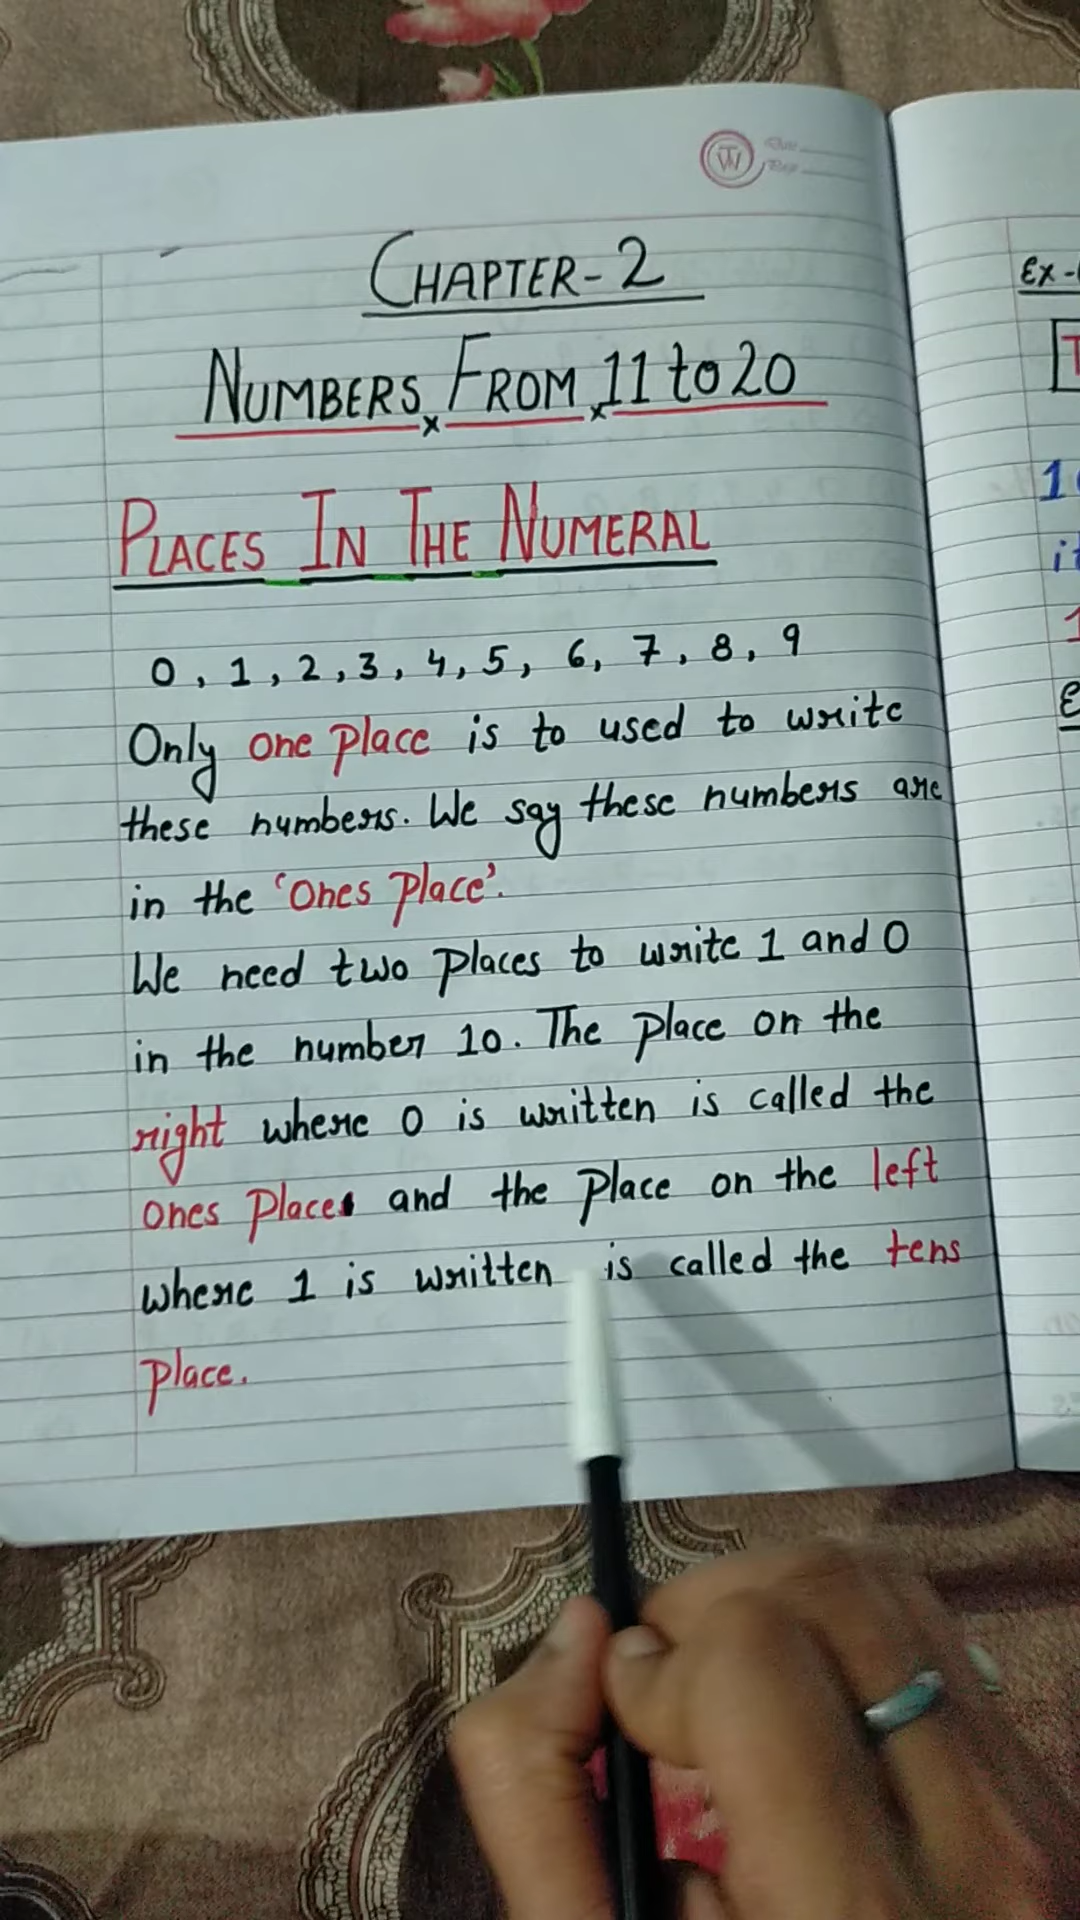 CHAPTER-2
NUMBERS FROM 11 to 20
PLACES IN THE NUMERAL
0, 1, 2, 3, 4, 5, 6, 7, 8, 9
Only one place is to used to write
these numbers. We say these numbers are
in the 'Ones place'.
We need two places to write 1 and 0
in the number 10. The place on the
right where 0 is written is called the
ones place and the place on the left
where 1 is written is called the tens
place.
Ex-